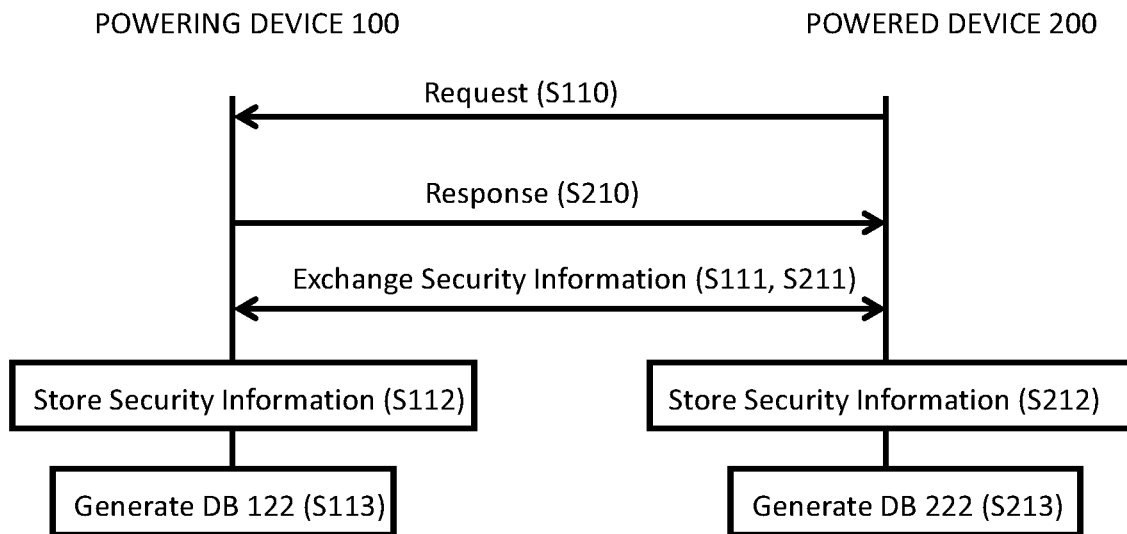 POWERING DEVICE 100
POWERED DEVICE 200
Request (S110)
Response (S210)
Exchange Security Information (S111, S211)
Store Security Information (S112)
Store Security Information (S212)
Generate DB 122 (S113)
Generate DB 222 (S213)